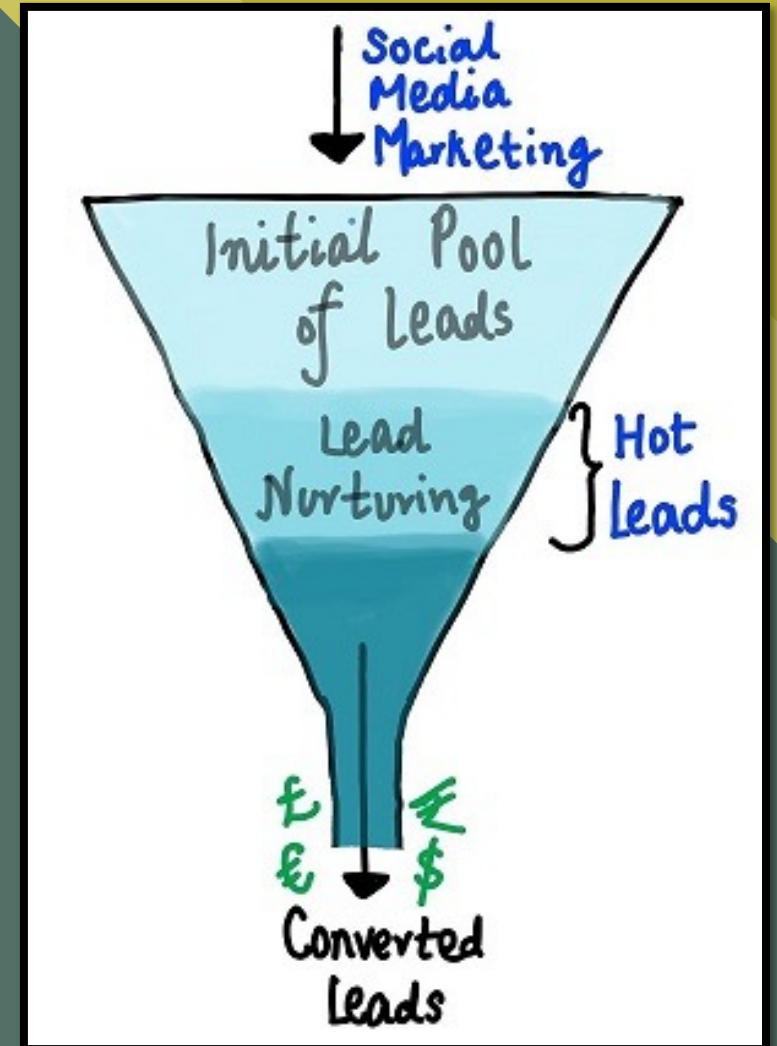 Social
Media
Marketing
Initial Pool
of Leads
Lead
Nurturing
Hot
Leads
£ ₹
€ $
Converted
Leads